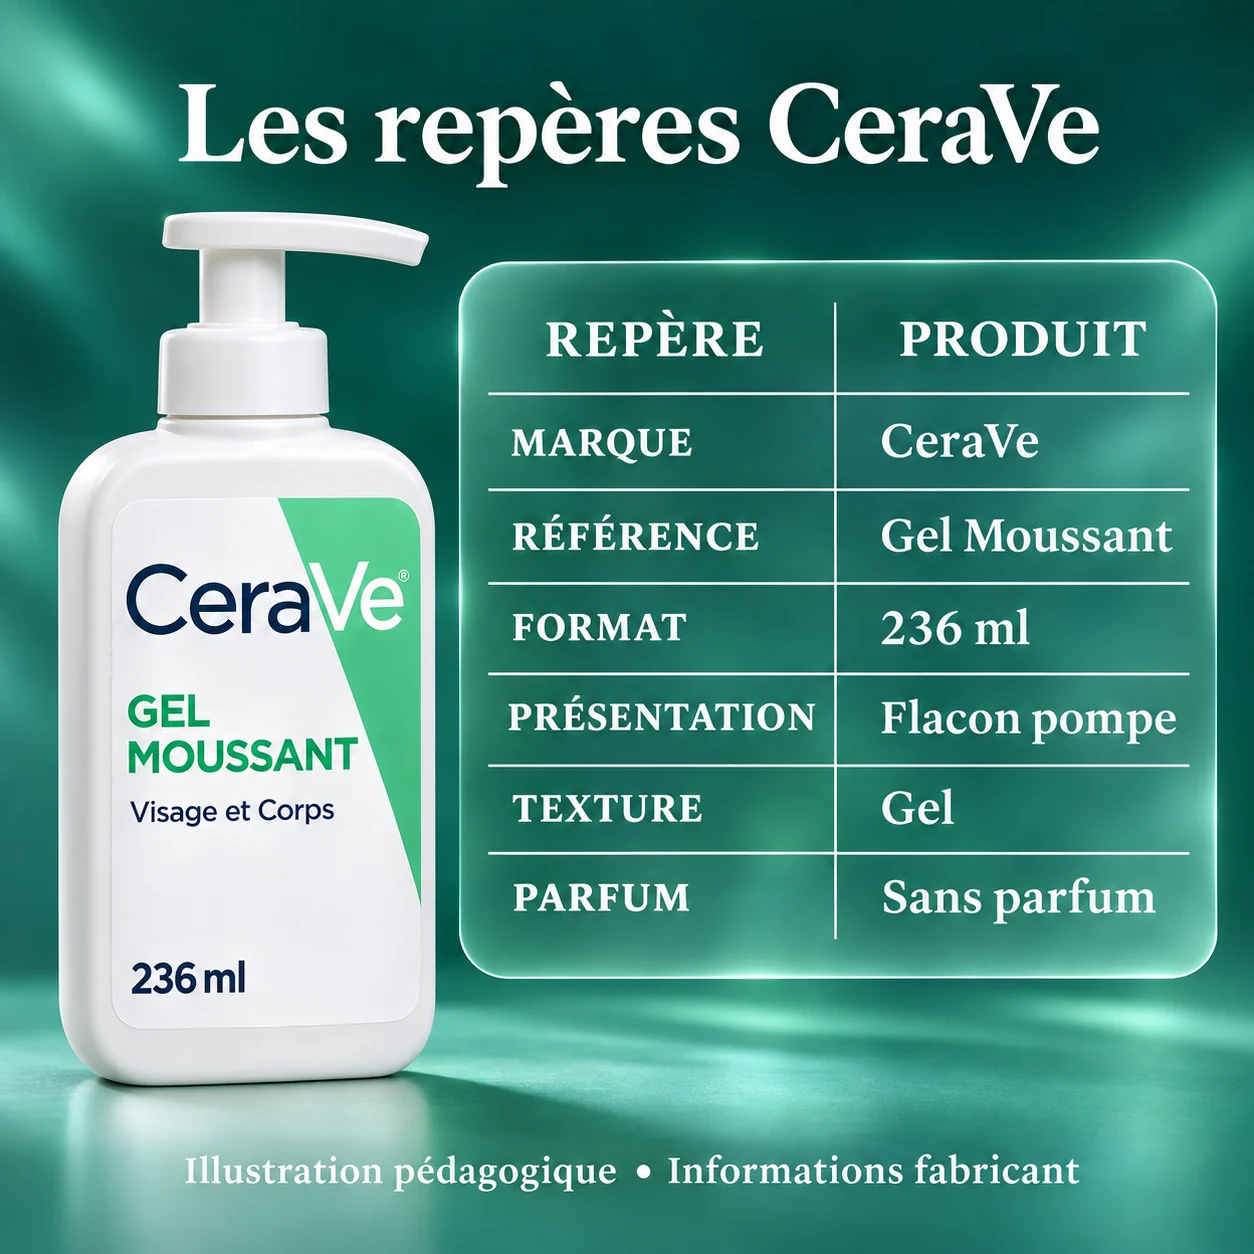 Les repères CeraVe
CeraVe®
GEL
MOUSSANT
Visage et Corps
236 ml
REPÈRE PRODUIT
MARQUE CeraVe
RÉFÉRENCE Gel Moussant
FORMAT 236 ml
PRÉSENTATION Flacon pompe
TEXTURE Gel
PARFUM Sans parfum
Illustration pédagogique • Informations fabricant